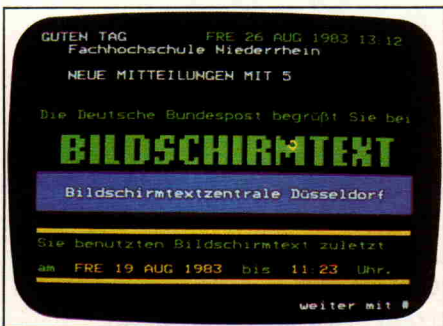 GUTEN TAG FRE 26 AUG 1983 13:12
Fachhochschule Niederrhein
NEUE MITTEILUNGEN MIT 5
Die Deutsche Bundespost begrüßt Sie bei
BILDSCHIRMTEXT
Bildschirmtextzentrale Düsseldorf
Sie benutzten Bildschirmtext zuletzt
am FRE 19 AUG 1983 bis 11:23 Uhr.
weiter mit #